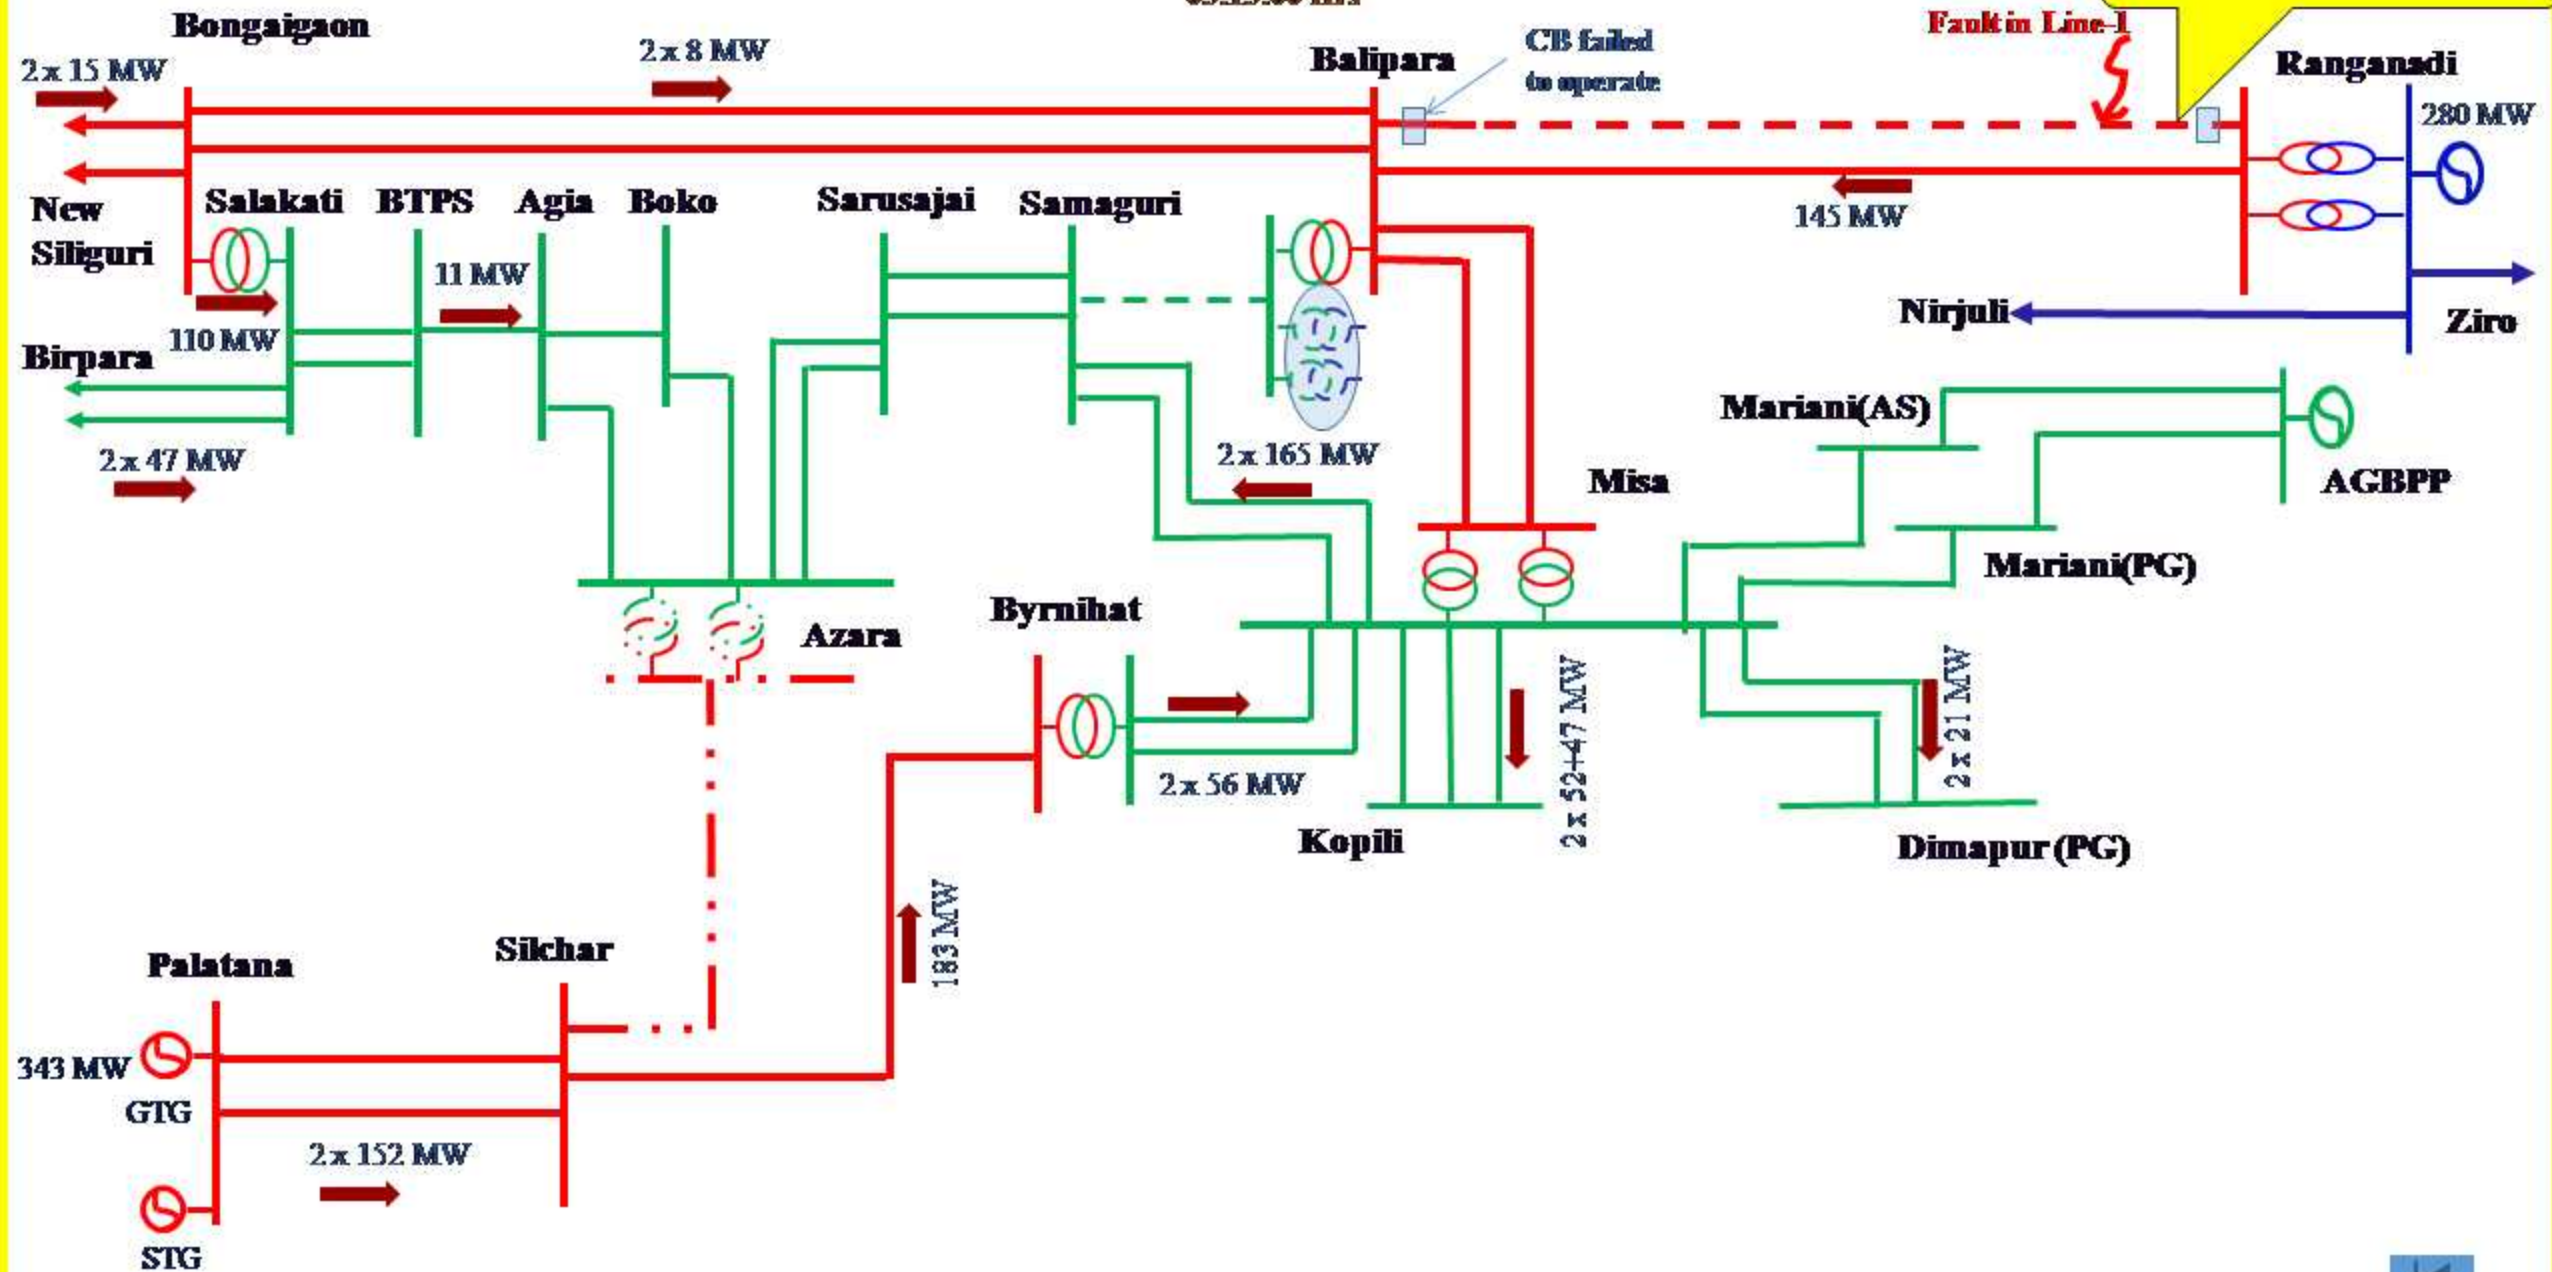 Bongaigaon
2 x 15 MW
2 x 8 MW
Balipara
CB failed
to operate
Fault in Line-1
Ranganadi
280 MW
New
Siliguri
Salakati
BTPS
Agia
Boko
Sarusajai
Samaguri
145 MW
11 MW
110 MW
Nirjuli
Ziro
Birpara
2 x 47 MW
2 x 165 MW
Mariani(AS)
Misa
AGBPP
Mariani(PG)
Azara
Byrnihat
2 x 56 MW
2 x 52+47 MW
2 x 21 MW
Kopili
Dimapur (PG)
183 MW
Silchar
Palatana
343 MW
GTG
2 x 152 MW
STG